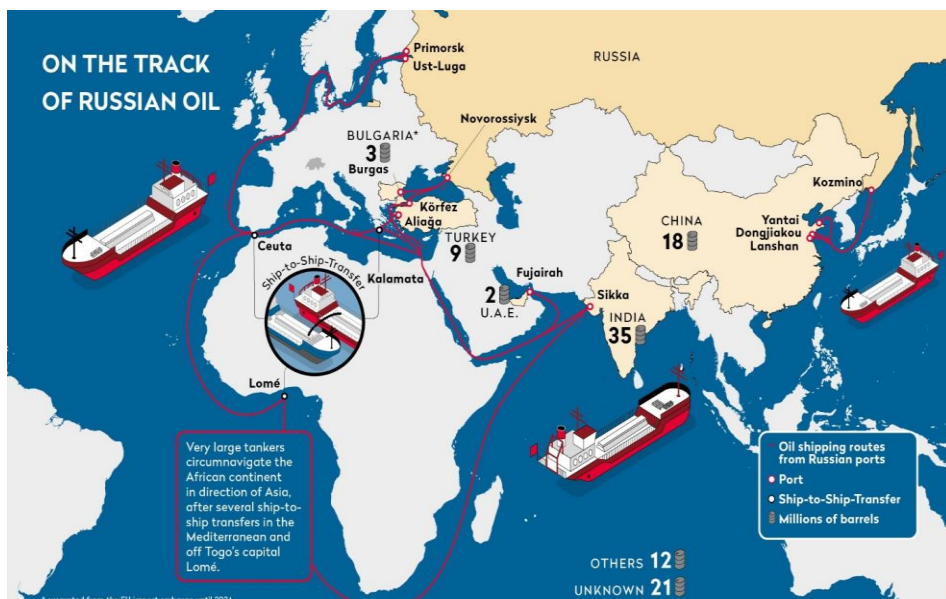 ON THE TRACK
OF RUSSIAN OIL
Primorsk
Ust-Luga
RUSSIA
Novorossiysk
BULGARIA*
3
Burgas
Körfez
Aliağa
Kozmino
CHINA
18
Yantai
Dongjiakou
Lanshan
Ceuta
TURKEY
9
Kalamata
Ship-to-Ship-Transfer
Fujairah
2
U.A.E.
Sikka
INDIA
35
Lomé
Very large tankers
circumnavigate the
African continent
in direction of Asia,
after several ship-to-
ship transfers in the
Mediterranean and
off Togo's capital
Lomé.
Oil shipping routes
from Russian ports
Port
Ship-to-Ship-Transfer
Millions of barrels
OTHERS 12
UNKNOWN 21